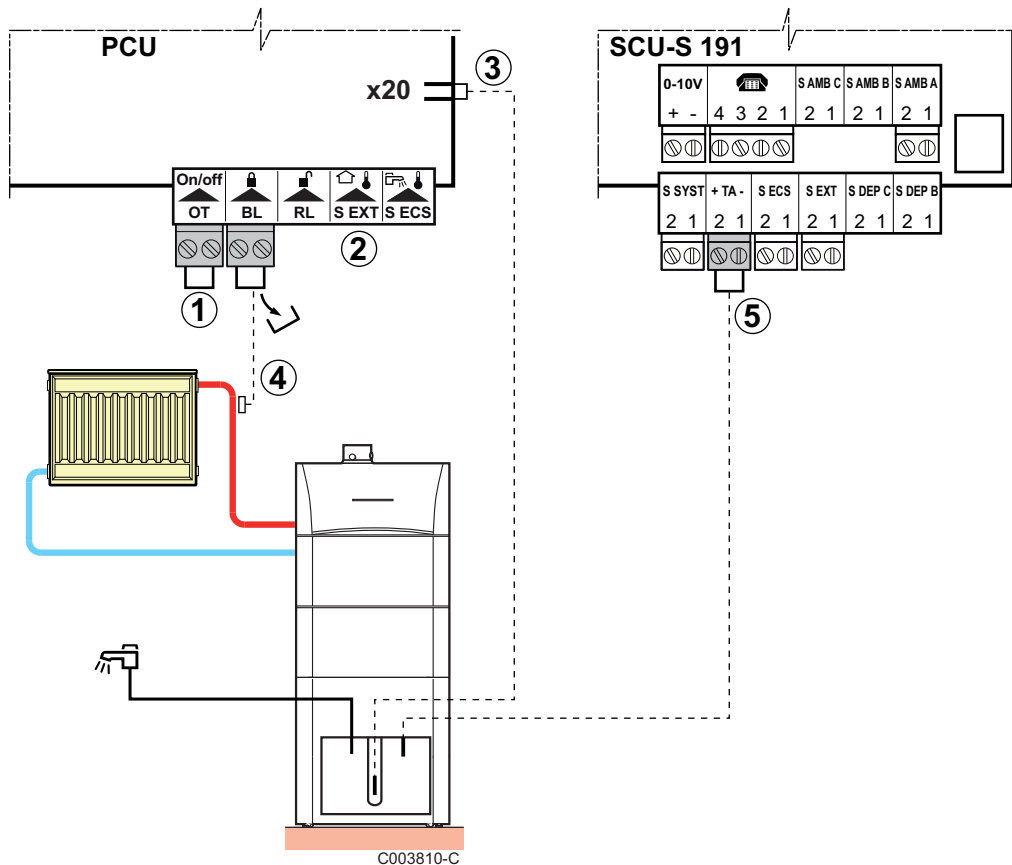 PCU
x20
3
On/off
OT BL RL S EXT S ECS
2
1
4
SCU-S 191
0-10V S AMB C S AMB B S AMB A
+ - 4 3 2 1 2 1 2 1 2 1
S SYST + TA - S ECS S EXT S DEP C S DEP B
2 1 2 1 2 1 2 1 2 1 2 1
5
C003810-C